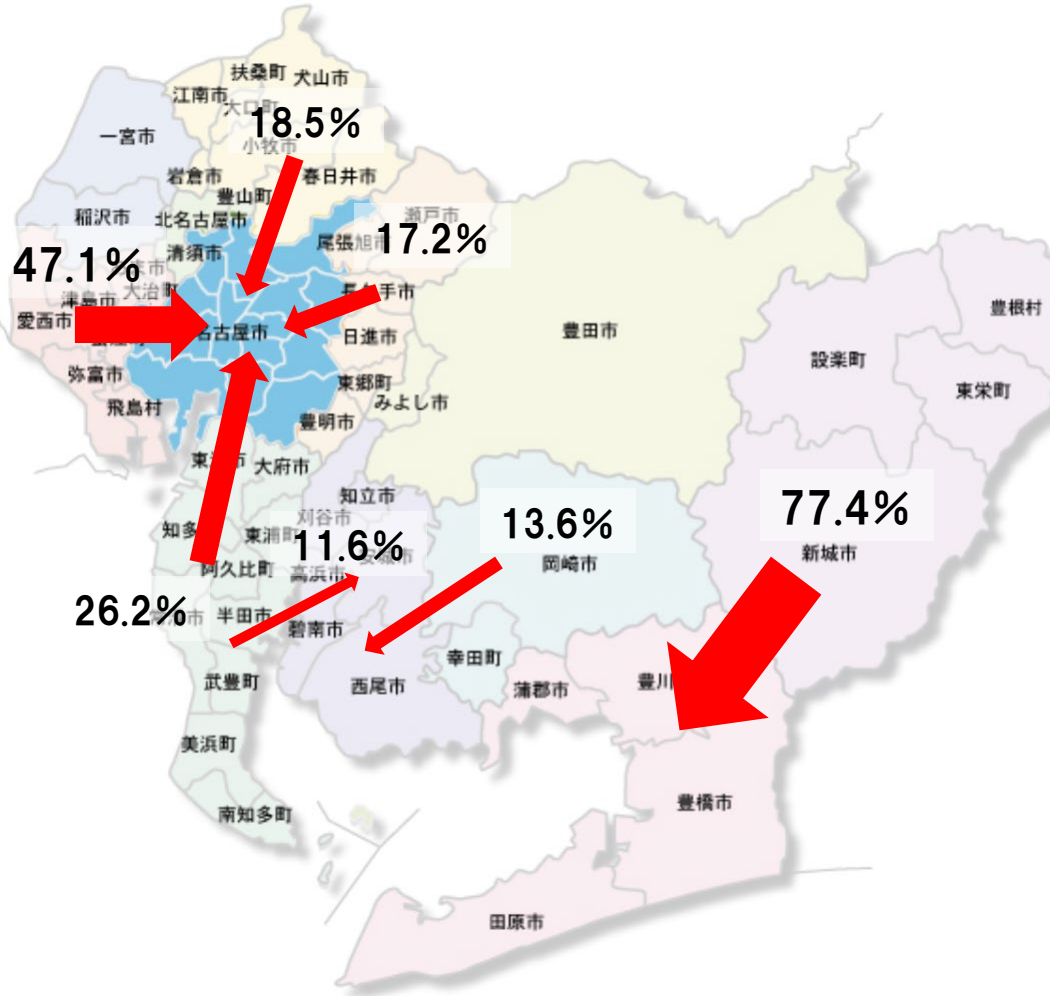 扶桑町
犬山市
江南市
大口町
18.5%
一宮市
小牧市
岩倉市
春日井市
豊山町
稲沢市
北名古屋市
瀬戸市
尾張旭市
17.2%
清須市
47.1%
津島市
大治町
長久手市
愛西市
名古屋市
日進市
豊田市
豊根村
設楽町
弥富市
東郷町
東栄町
飛島村
みよし市
豊明市
大府市
知立市
刈谷市
77.4%
13.6%
知多
東浦町
11.6%
安城市
新城市
岡崎市
阿久比町
高浜市
26.2%
半田市
碧南市
幸田町
武豊町
西尾市
蒲郡市
豊川
美浜町
豊橋市
南知多町
田原市